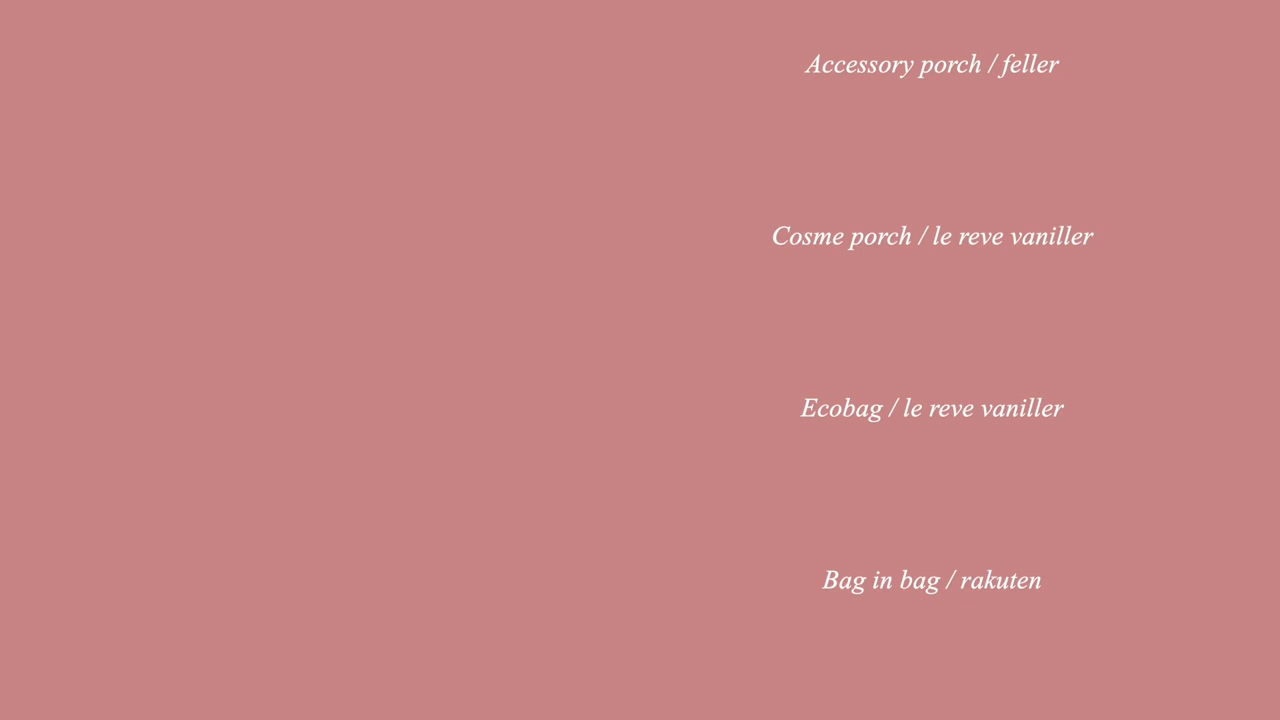 Accessory porch / feller
Cosme porch / le reve vaniller
Ecobag / le reve vaniller
Bag in bag / rakuten